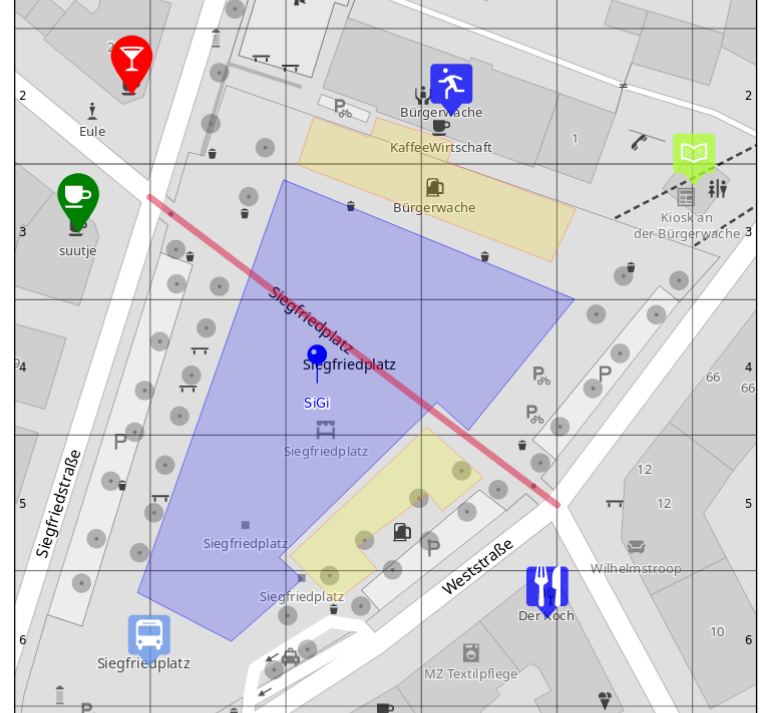 2
2
2
Eule
Bürgerwache
KaffeeWirtschaft
1
Bürgerwache
Kiosk an
der Bürgerwache
3
3
suutje
Siegfriedplatz
Siegfriedplatz
SiGi
4
4
P
66
66
9
P
Siegfriedplatz
Siegfriedstraße
12
12
5
5
Siegfriedplatz
P
Weststraße
Wilhelmstroop
Siegfriedplatz
Der Koch
6
6
10
Siegfriedplatz
MZ Textilpflege
P